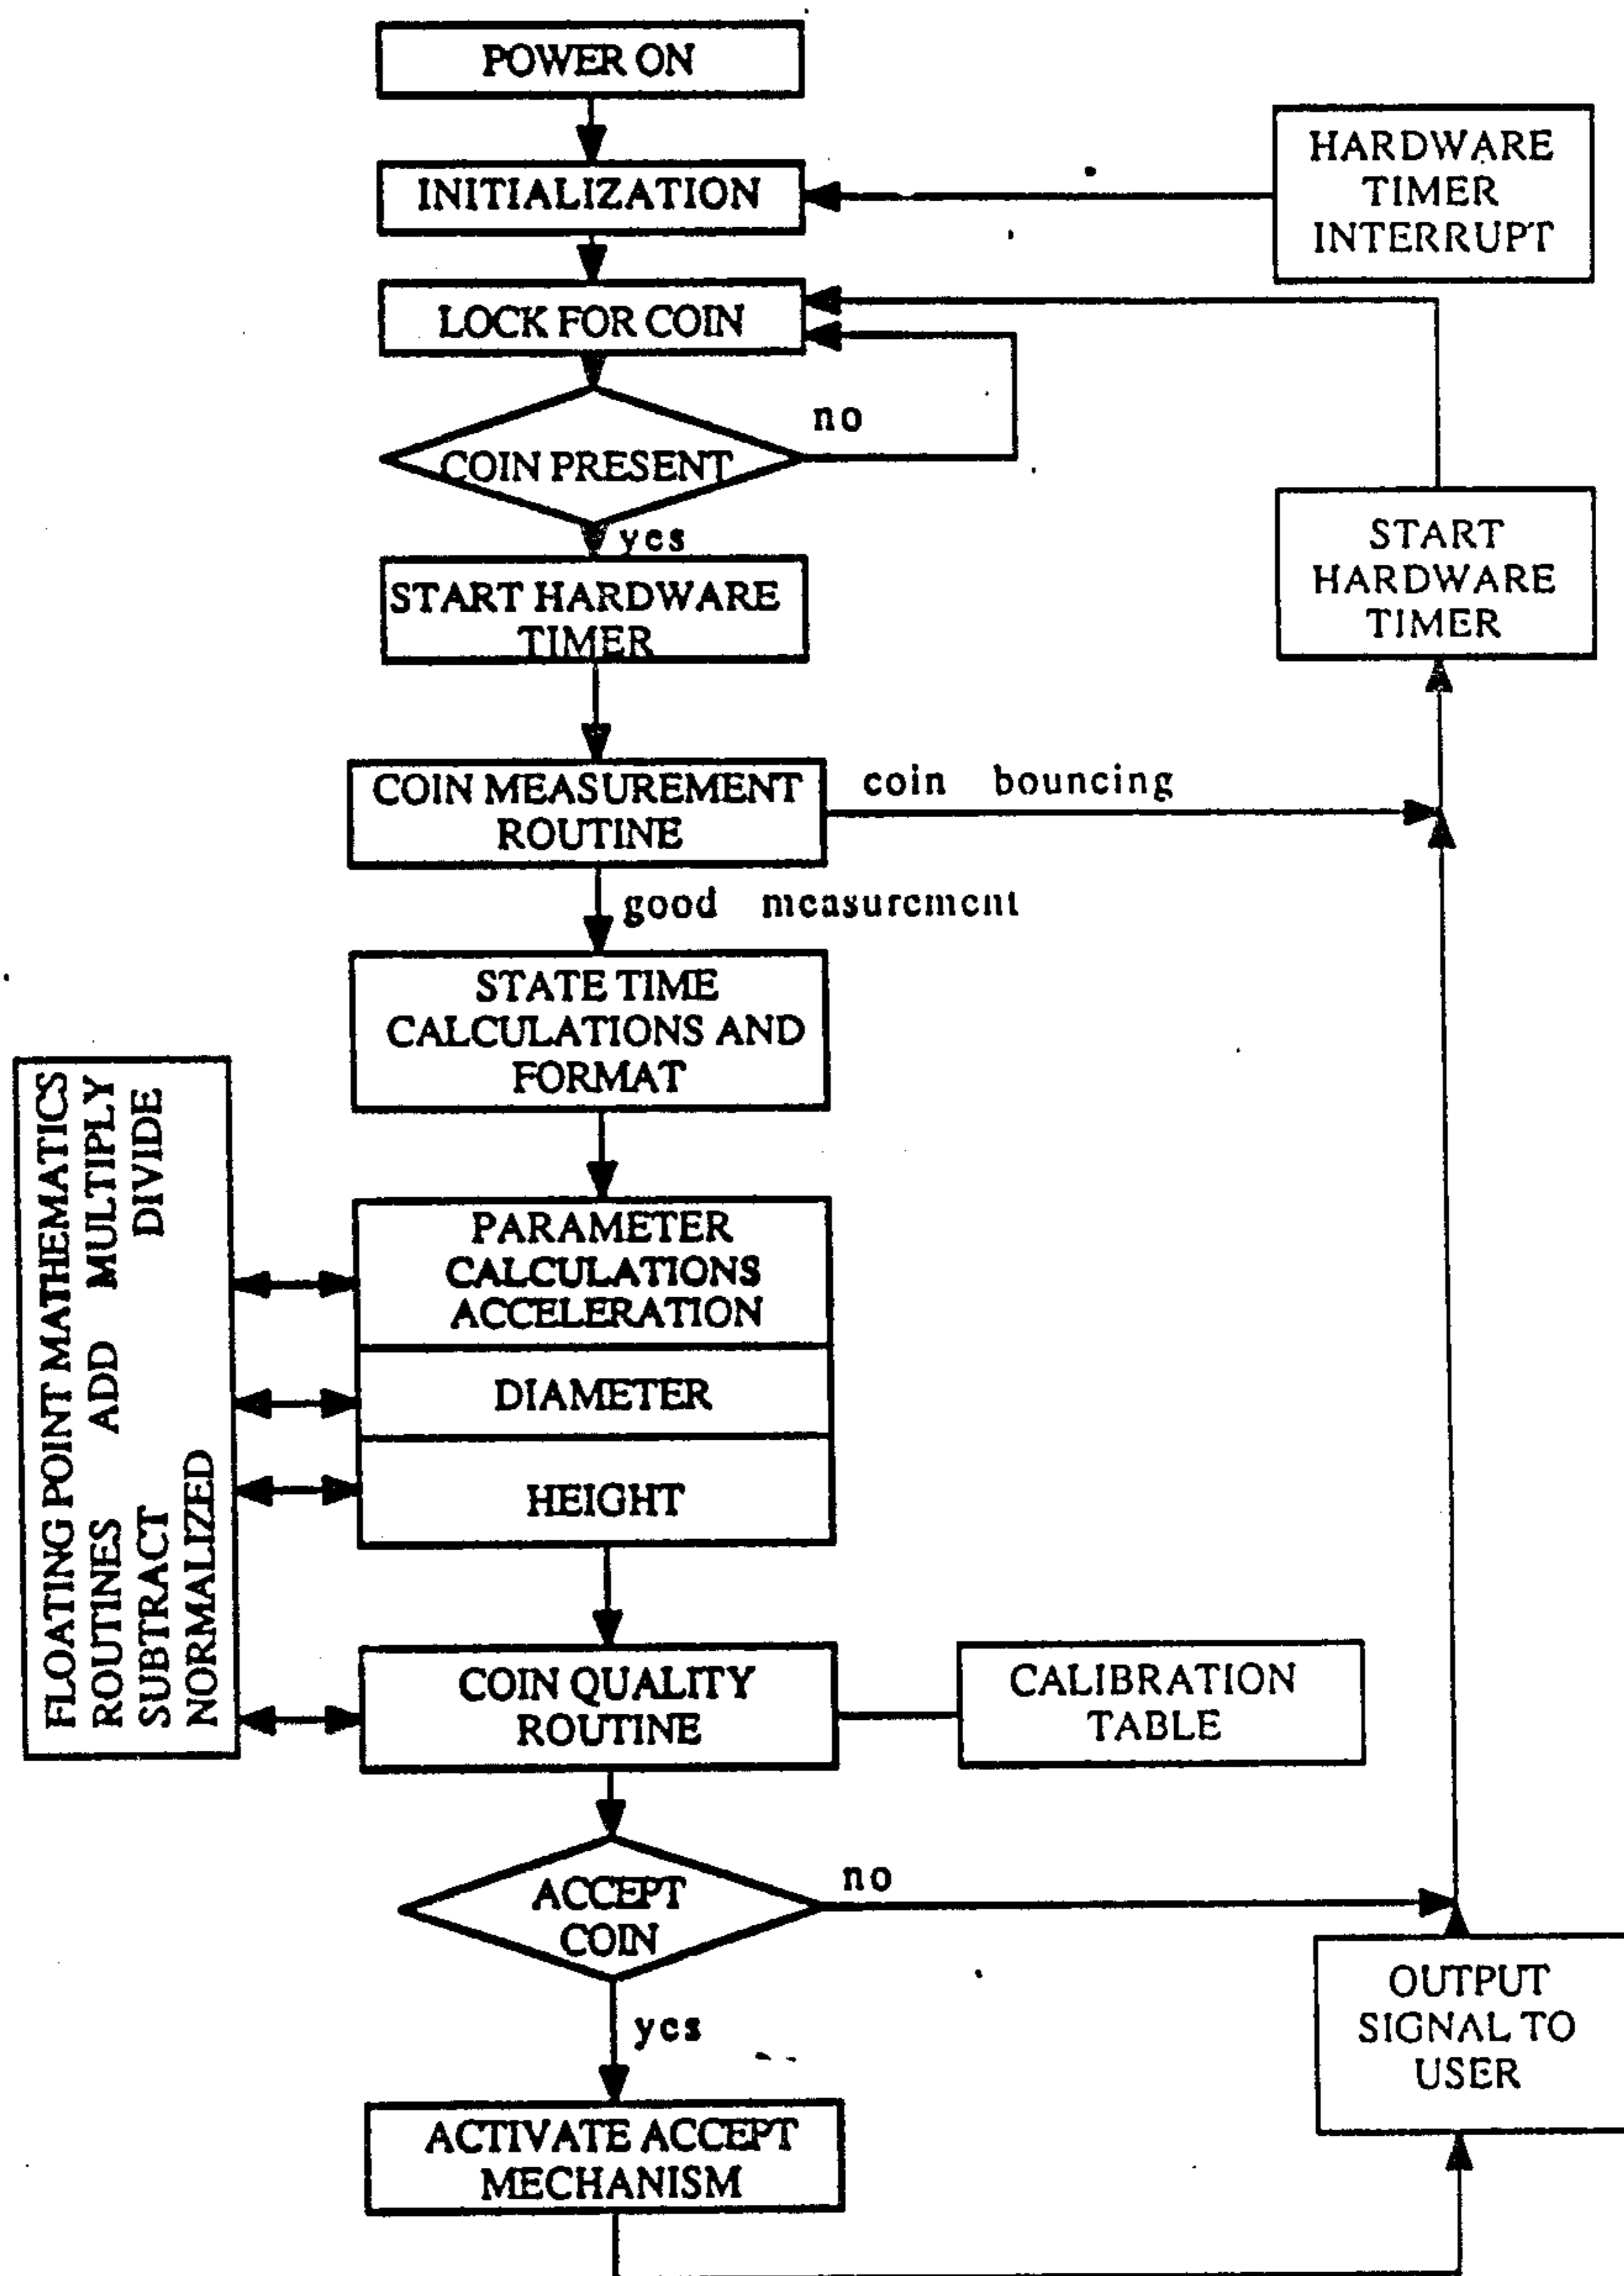 POWER ON
HARDWARE
TIMER
INTERRUPT
INITIALIZATION
LOCK FOR COIN
no
COIN PRESENT
yes
START HARDWARE
TIMER
START
HARDWARE
TIMER
COIN MEASUREMENT
ROUTINE
coin bouncing
good measurement
STATE TIME
CALCULATIONS AND
FORMAT
FLOATING POINT MATHEMATICS
ROUTINES ADD MULTIPLY
SUBTRACT DIVIDE
NORMALIZED
PARAMETER
CALCULATIONS
ACCELERATION
DIAMETER
HEIGHT
COIN QUALITY
ROUTINE
CALIBRATION
TABLE
ACCEPT
COIN
no
yes
OUTPUT
SIGNAL TO
USER
ACTIVATE ACCEPT
MECHANISM